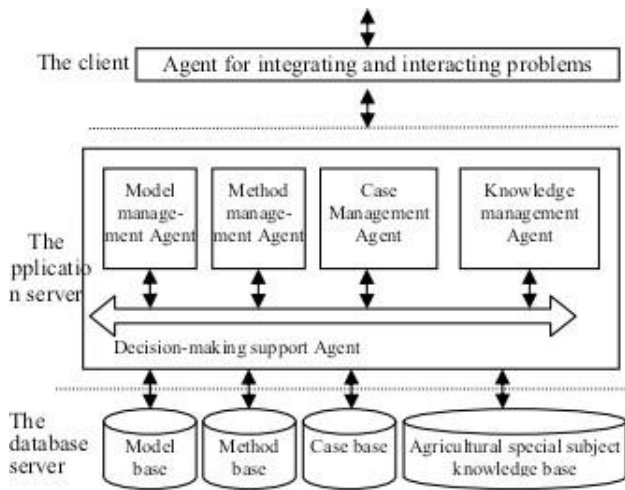 The client
Agent for integrating and interacting problems
Model
manage-
ment Agent
Method
manage-
ment Agent
Case
Management
Agent
Knowledge
management
Agent
The
pplicatio
n server
Decision-making support Agent
The
database
server
Model
base
Method
base
Case base
Agricultural special subject
knowledge base